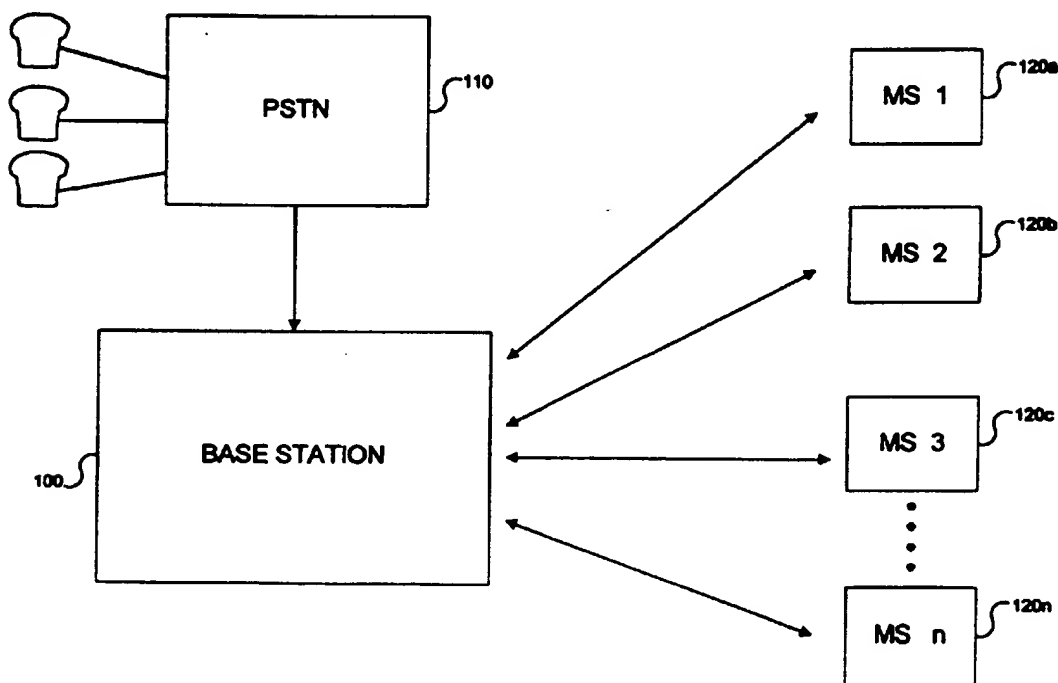 PSTN
110
BASE STATION
100
MS 1
120a
MS 2
120b
MS 3
120c
MS n
120n